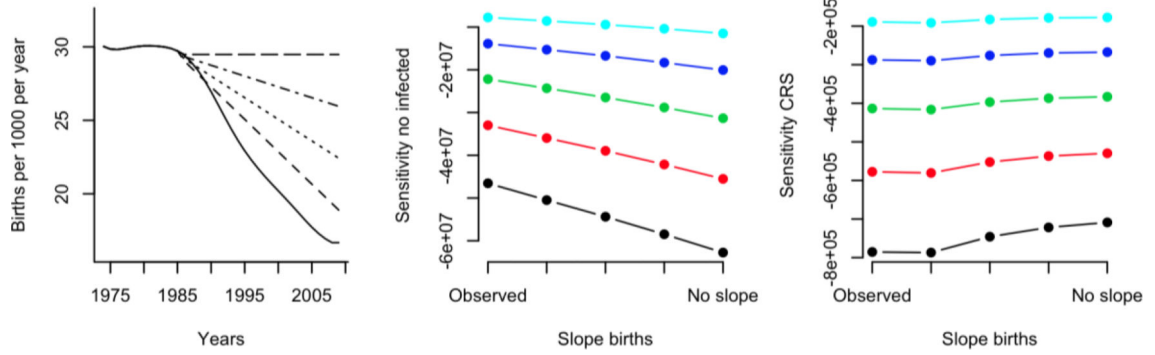 Births per 1000 per year
30
25
20
1975 1985 1995 2005
Years
Sensitivity no infected
-2e+07
-4e+07
-6e+07
Observed No slope
Slope births
Sensitivity CRS
-2e+05
-4e+05
-6e+05
-8e+05
Observed No slope
Slope births